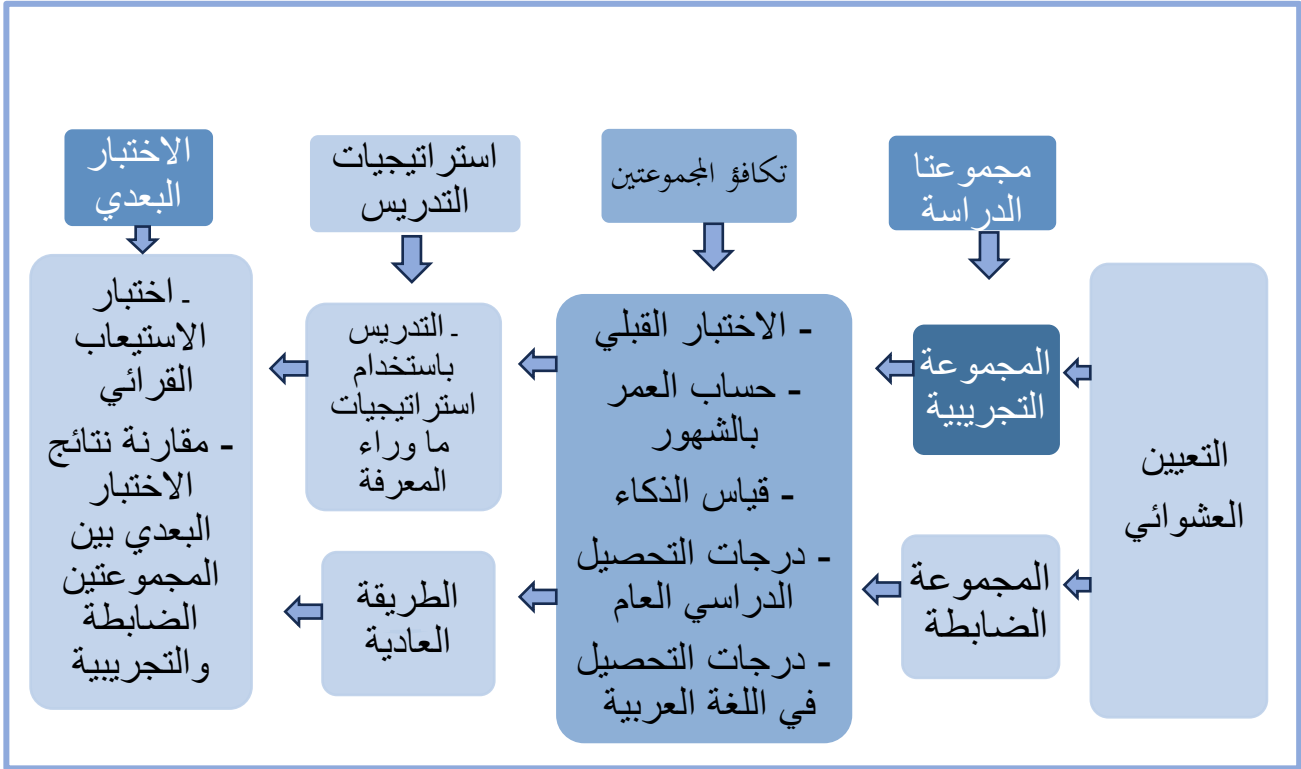 مجموعتا
الدراسة
تكافؤ المجموعتين
استراتيجيات
التدريس
الاختبار
البعدي
التعيين
العشوائي
المجموعة
التجريبية
المجموعة
الضابطة
- الاختبار القبلي
- حساب العمر
بالشهور
- قياس الذكاء
- درجات التحصيل
الدراسي العام
- درجات التحصيل
في اللغة العربية
- التدريس
باستخدام
استراتيجيات
ما وراء
المعرفة
الطريقة
العادية
- اختبار
الاستيعاب
القرائي
- مقارنة نتائج
الاختبار
البعدي بين
المجموعتين
الضابطة
والتجريبية